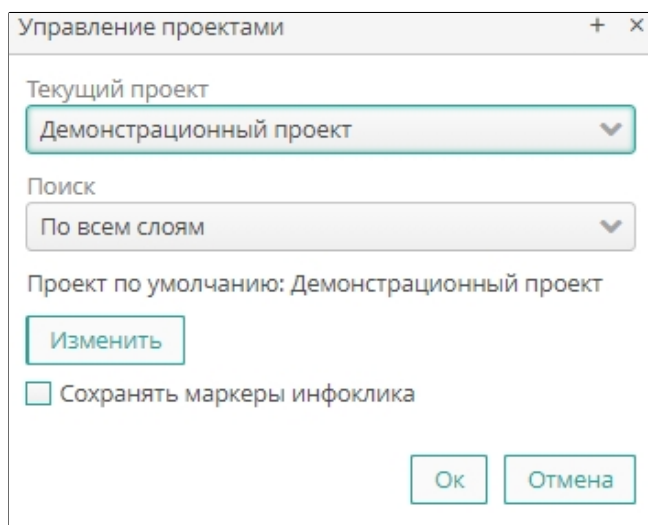 Управление проектами + ×
Текущий проект
Демонстрационный проект
Поиск
По всем слоям
Проект по умолчанию: Демонстрационный проект
Изменить
Сохранять маркеры инфоклика
Ок Отмена